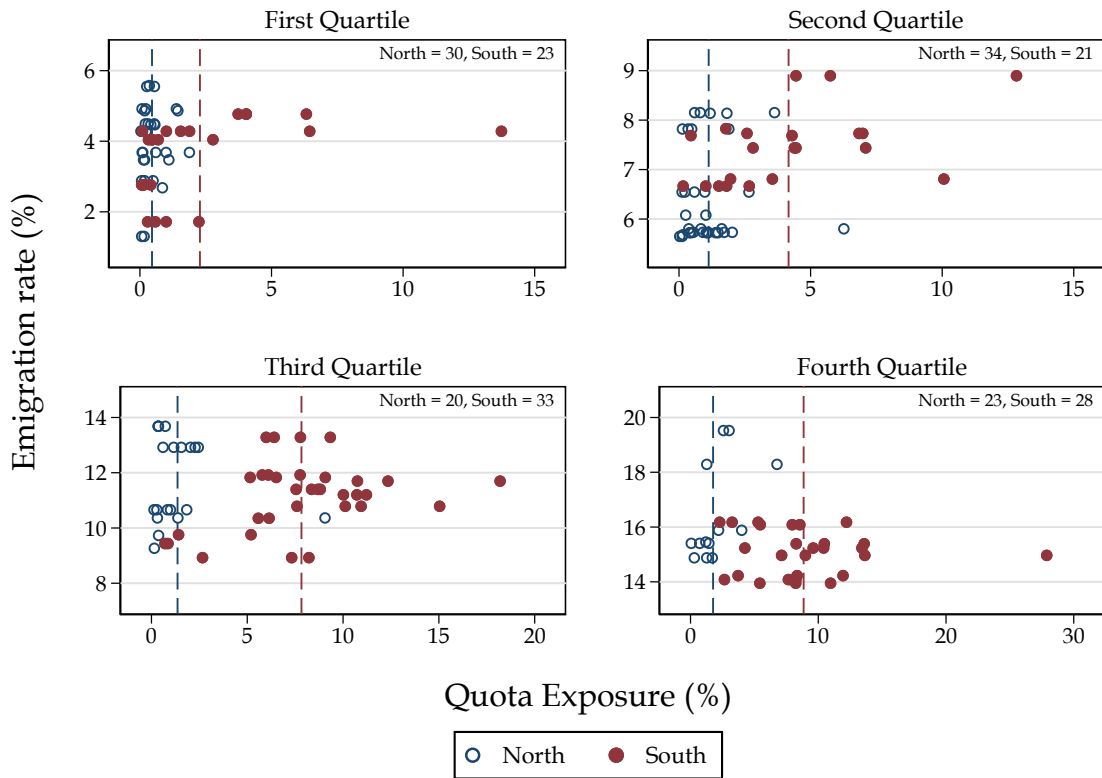 First Quartile
North = 30, South = 23
6
4
2
0 5 10 15
Second Quartile
North = 34, South = 21
9
8
7
6
0 5 10 15
Emigration rate (%)
Third Quartile
North = 20, South = 33
14
12
10
8
0 5 10 15 20
Fourth Quartile
North = 23, South = 28
20
18
16
14
0 10 20 30
Quota Exposure (%)
North South